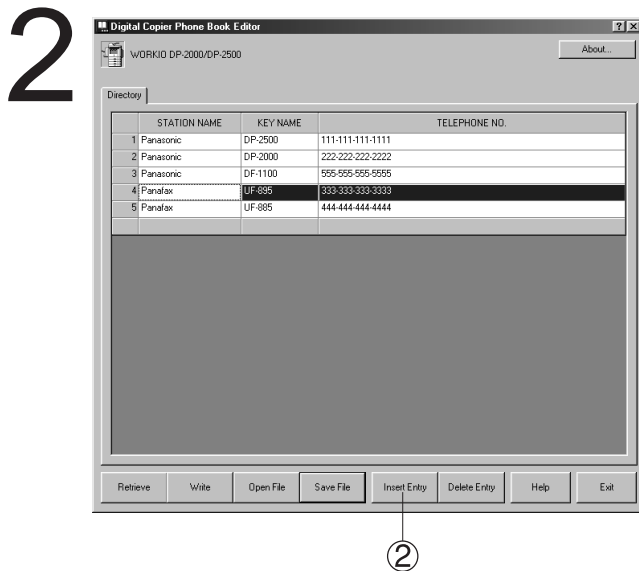 2
Digital Copier Phone Book Editor
WORKIO DP-2000/DP-2500
About...
Directory
STATION NAME KEY NAME TELEPHONE NO.
1 Panasonic DP-2500 111-111-111-1111
2 Panasonic DP-2000 222-222-222-2222
3 Panasonic DF-1100 555-555-555-5555
4 Panafax UF-895 333-333-333-3333
5 Panafax UF-885 444-444-444-4444
Retrieve Write Open File Save File Insert Entry Delete Entry Help Exit
②